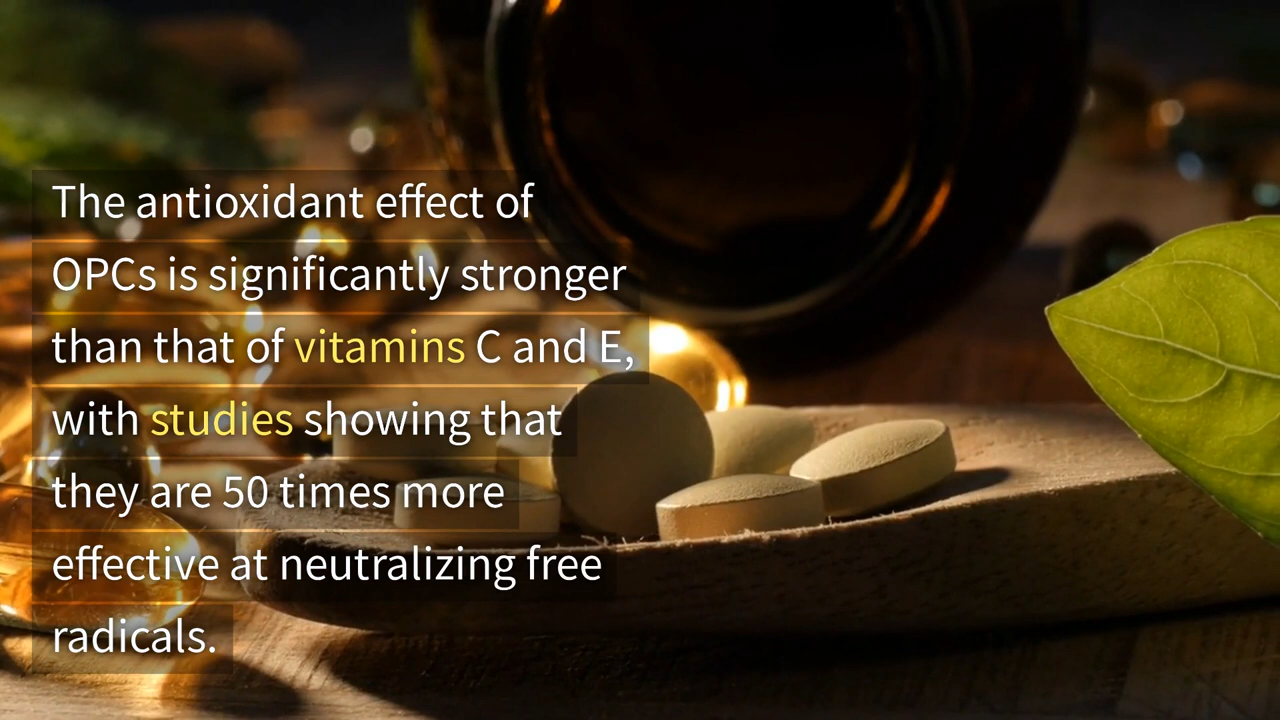 The antioxidant effect of
OPCs is significantly stronger
than that of vitamins C and E,
with studies showing that
they are 50 times more
effective at neutralizing free
radicals.